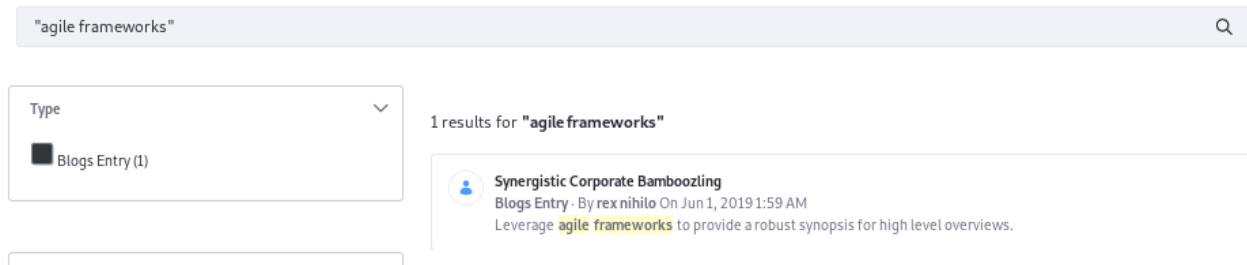 "agile frameworks"
Type
Blogs Entry (1)
1 results for "agile frameworks"
Synergistic Corporate Bamboozling
Blogs Entry · By rex nihilo On Jun 1, 2019 1:59 AM
Leverage agile frameworks to provide a robust synopsis for high level overviews.